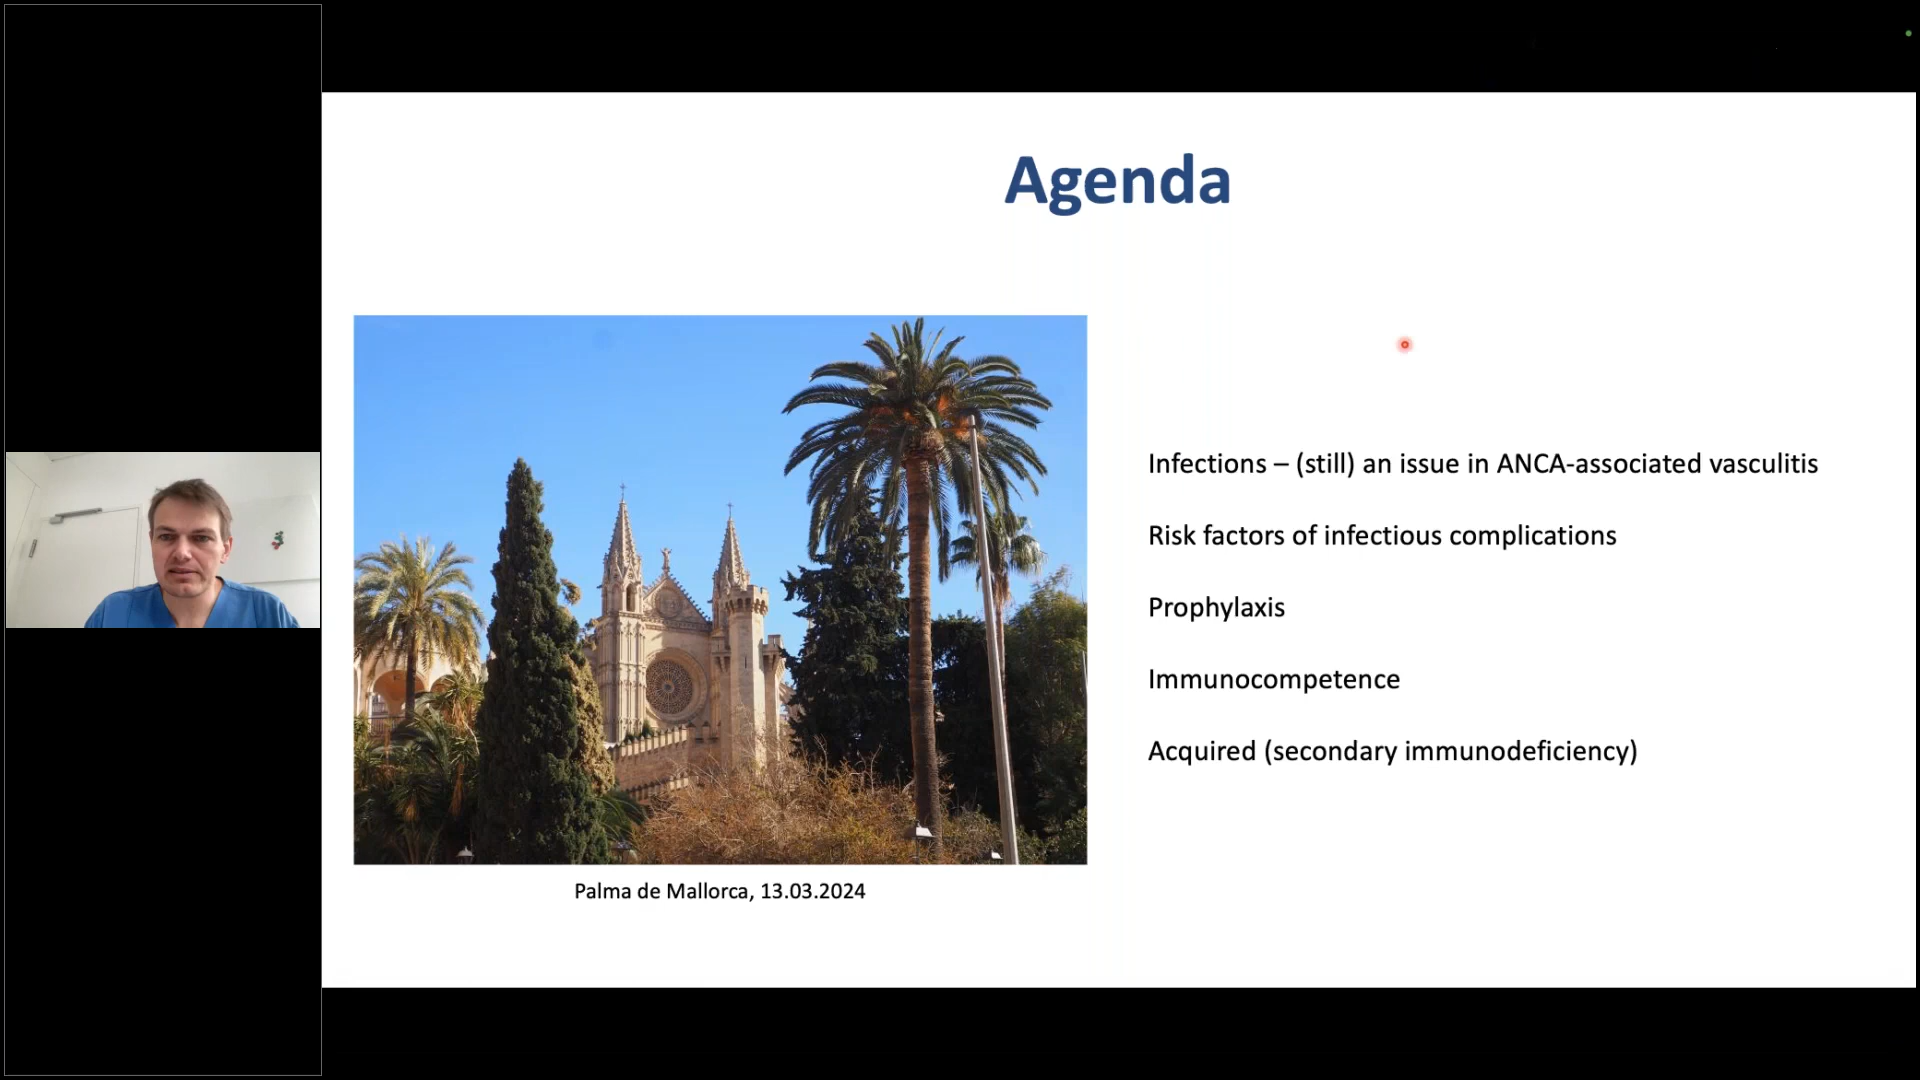 Agenda
Infections – (still) an issue in ANCA-associated vasculitis
Risk factors of infectious complications
Prophylaxis
Immunocompetence
Acquired (secondary immunodeficiency)
Palma de Mallorca, 13.03.2024